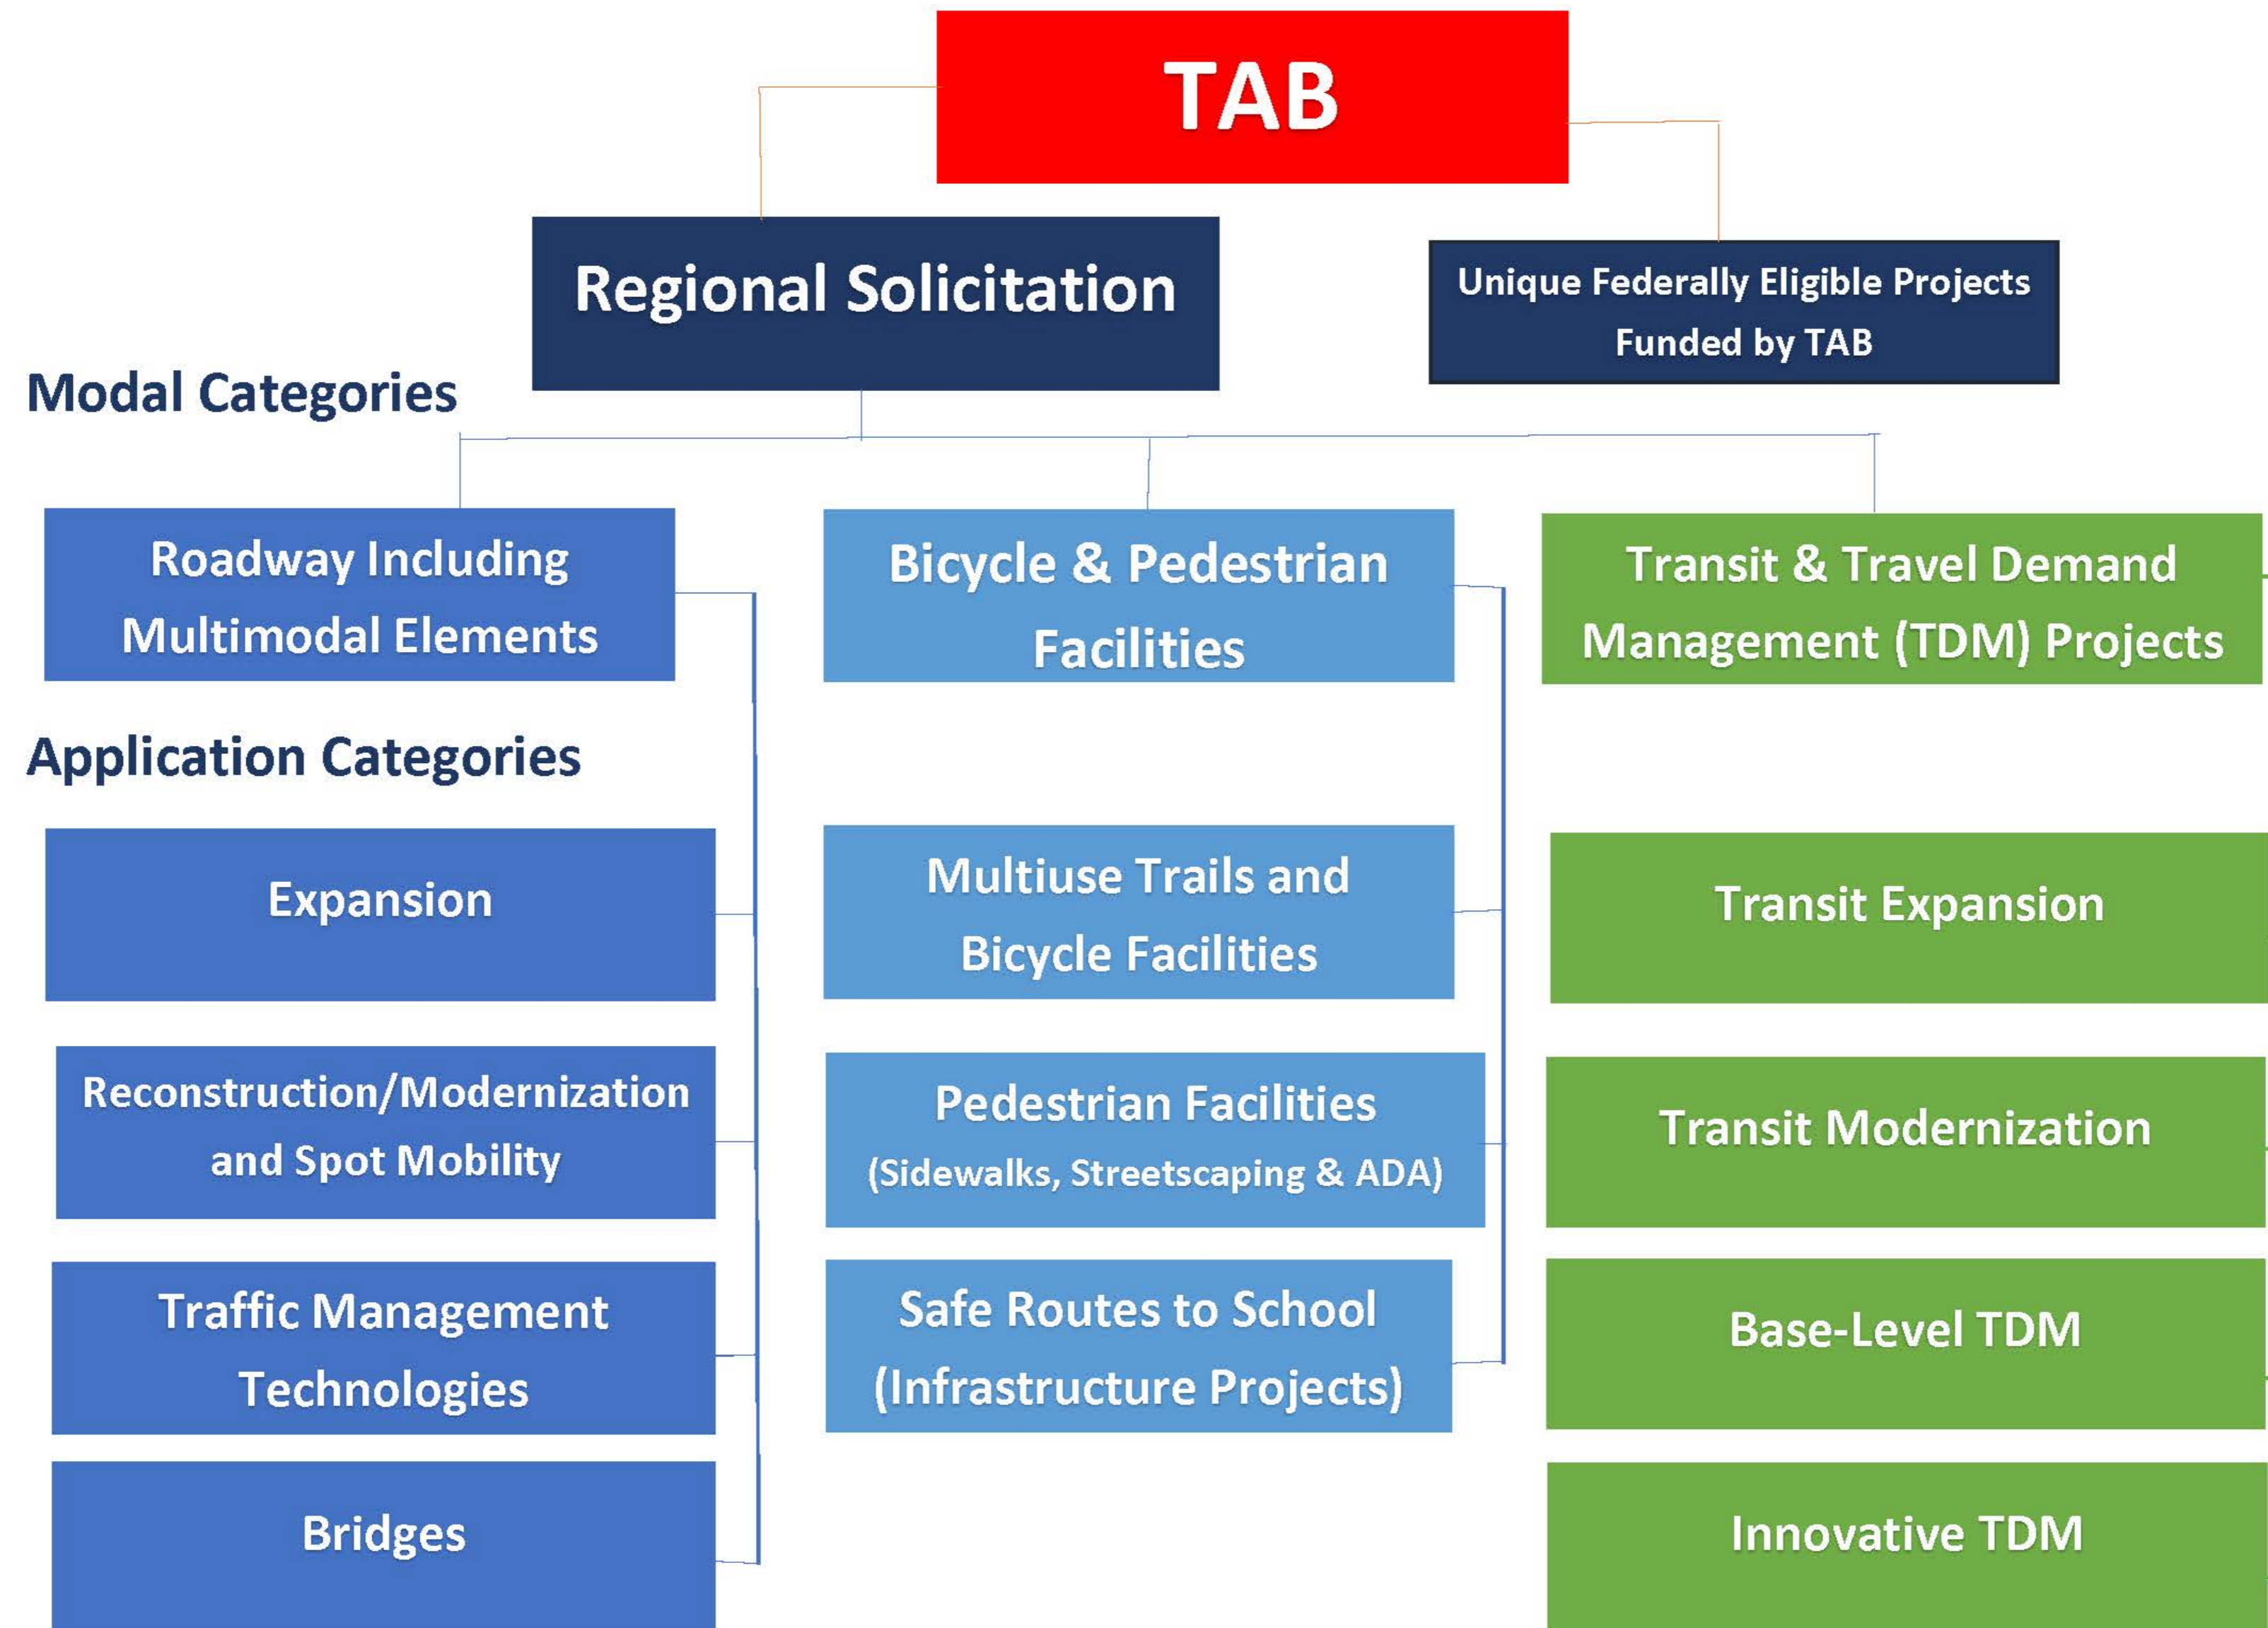 TAB
Regional Solicitation
Unique Federally Eligible Projects
Funded by TAB
Modal Categories
Roadway Including
Multimodal Elements
Bicycle & Pedestrian
Facilities
Transit & Travel Demand
Management (TDM) Projects
Application Categories
Expansion
Multiuse Trails and
Bicycle Facilities
Transit Expansion
Reconstruction/Modernization
and Spot Mobility
Pedestrian Facilities
(Sidewalks, Streetscaping & ADA)
Transit Modernization
Traffic Management
Technologies
Safe Routes to School
(Infrastructure Projects)
Base-Level TDM
Bridges
Innovative TDM